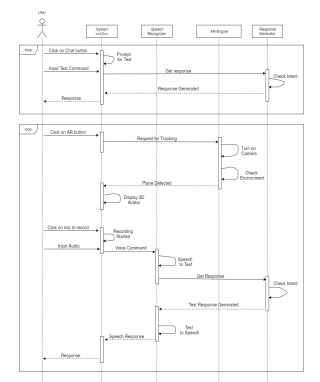 User
System
Speech
Recognizer
AR Engine
Response
Generator
loop
Click on Chat button
Prompt
for Text
Input Text Command
Get response
Check Intent
Response Generated
Response
loop
Click on AR button
Request for Tracking
Turn on
Camera
Check
Environment
Plane Detected
Display 3D
Avatar
Click on mic to record
Recording
Started
Input Audio
Voice Command
Speech
to Text
Get Response
Check Intent
Text Response Generated
Text
to Speech
Speech Response
Response